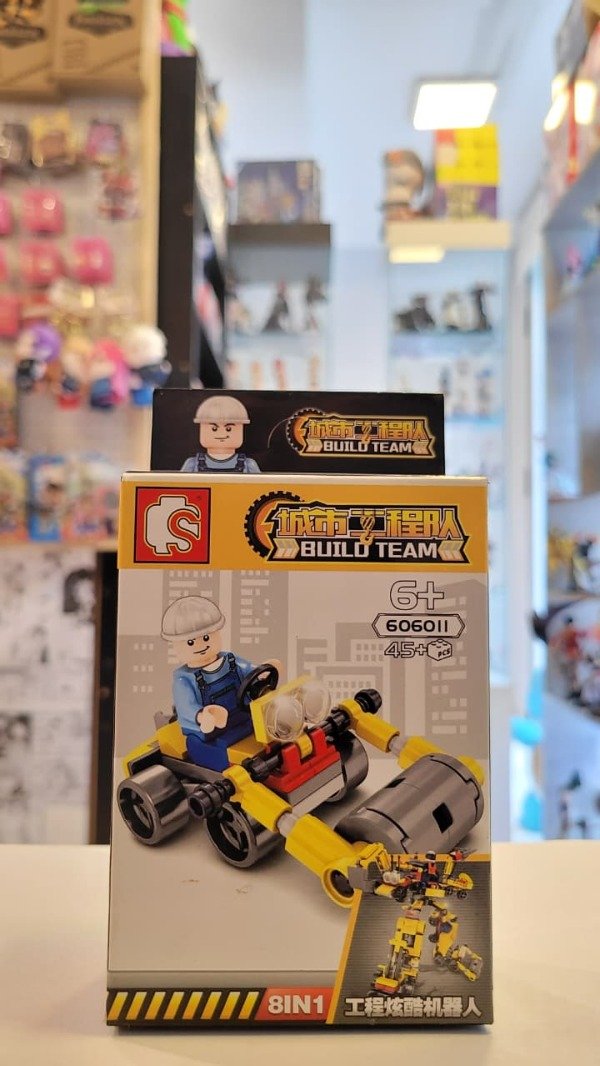 城市工程队
BUILD TEAM
S
城市工程队
BUILD TEAM
6+
606011
45+PCS
8IN1
工程炫酷机器人